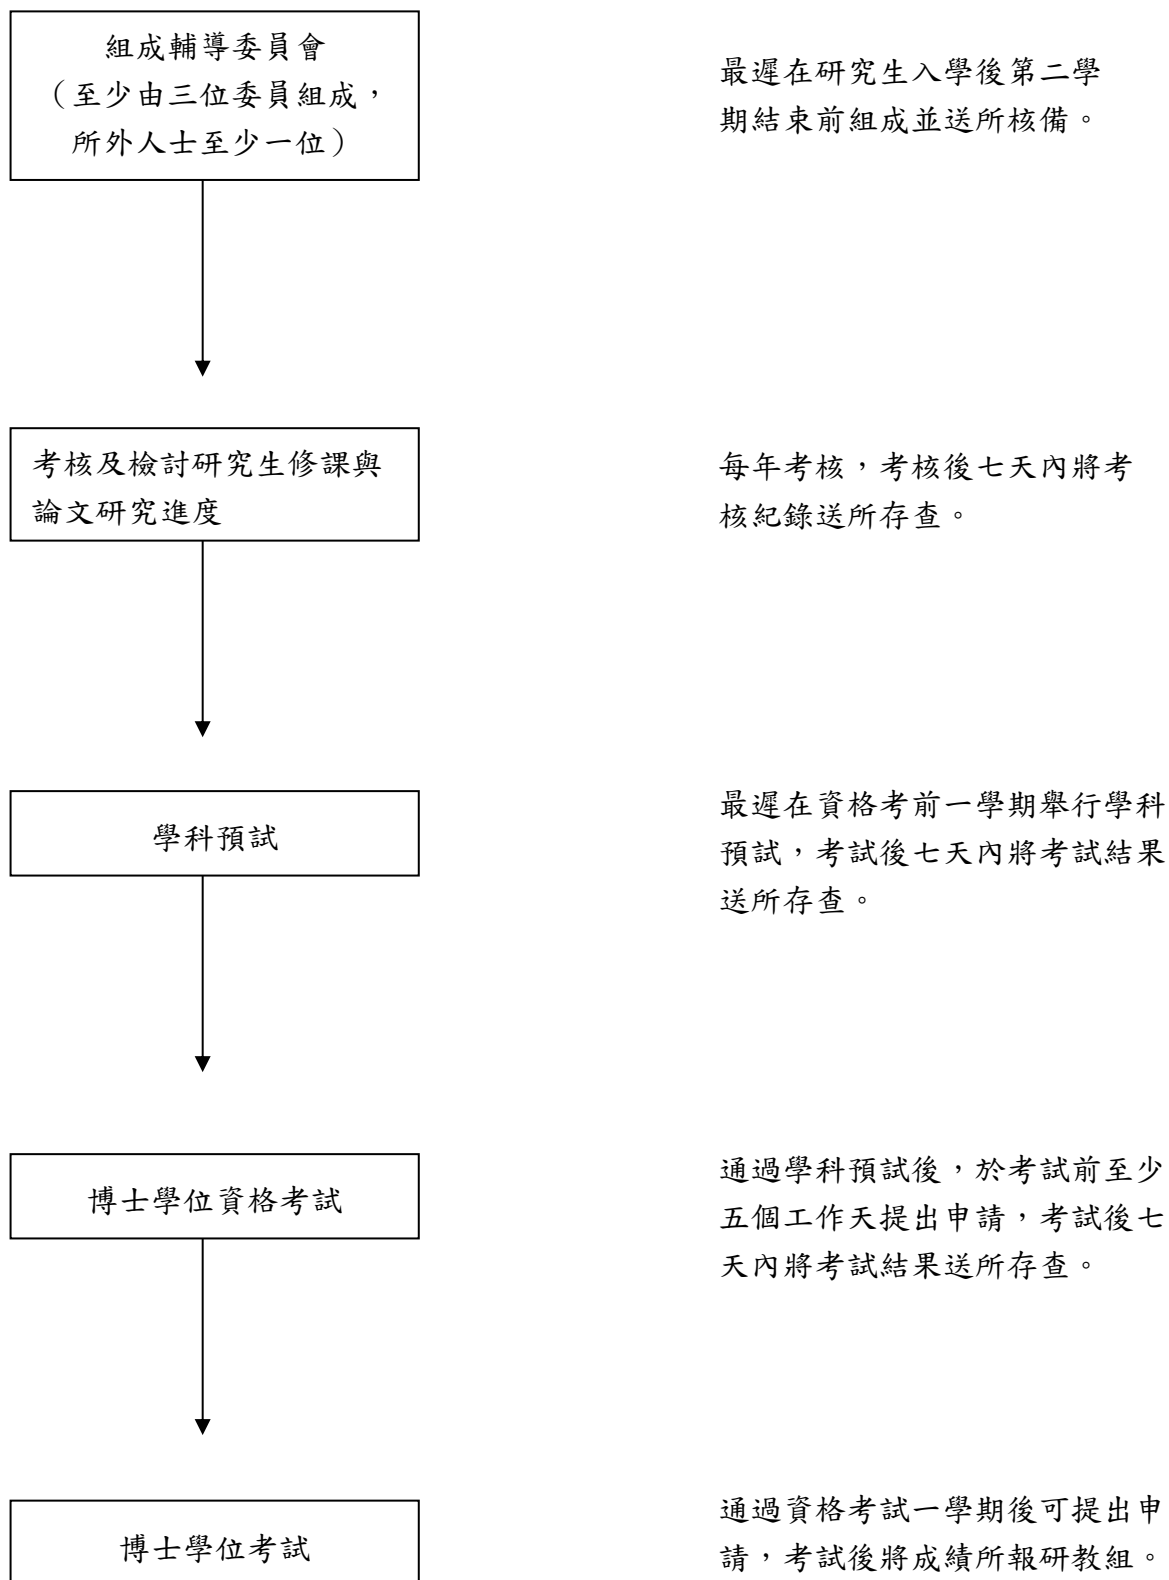 組成輔導委員會
（至少由三位委員組成，
所外人士至少一位）
最遲在研究生入學後第二學
期結束前組成並送所核備。
考核及檢討研究生修課與
論文研究進度
每年考核，考核後七天內將考
核紀錄送所存查。
學科預試
最遲在資格考前一學期舉行學科
預試，考試後七天內將考試結果
送所存查。
博士學位資格考試
通過學科預試後，於考試前至少
五個工作天提出申請，考試後七
天內將考試結果送所存查。
博士學位考試
通過資格考試一學期後可提出申
請，考試後將成績所報研教組。